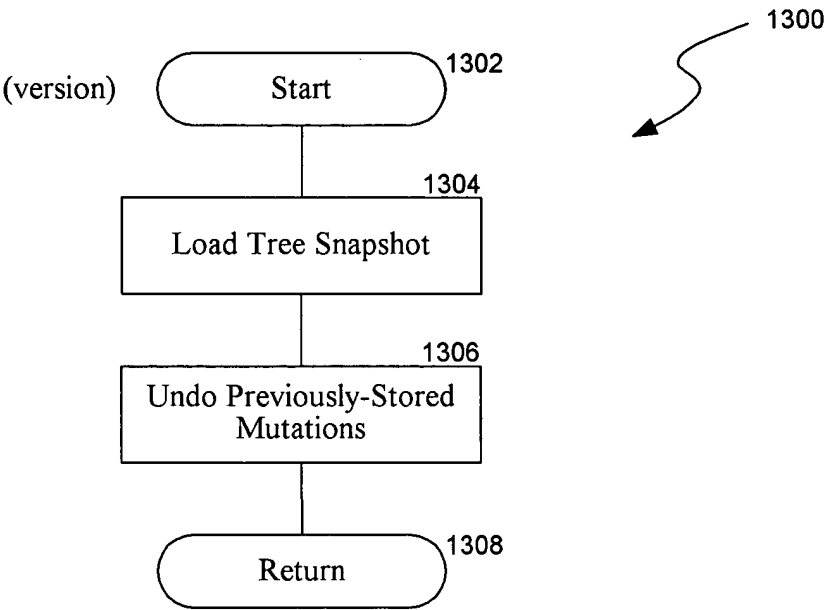 1300
1302
(version) Start
1304
Load Tree Snapshot
1306
Undo Previously-Stored
Mutations
1308
Return